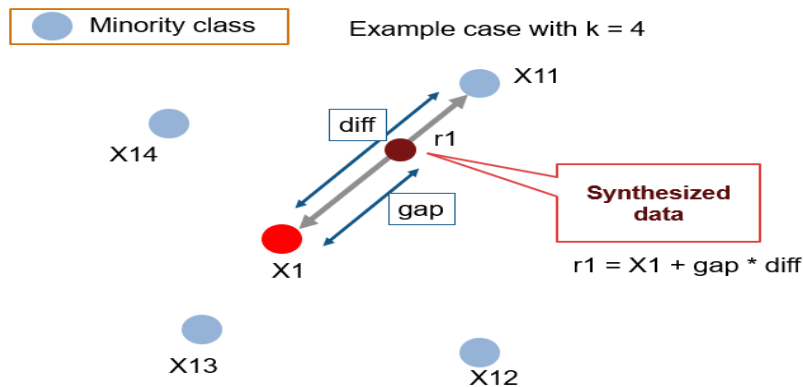 Minority class
Example case with k = 4
X11
diff
r1
X14
Synthesized
data
gap
X1
r1 = X1 + gap * diff
X13
X12